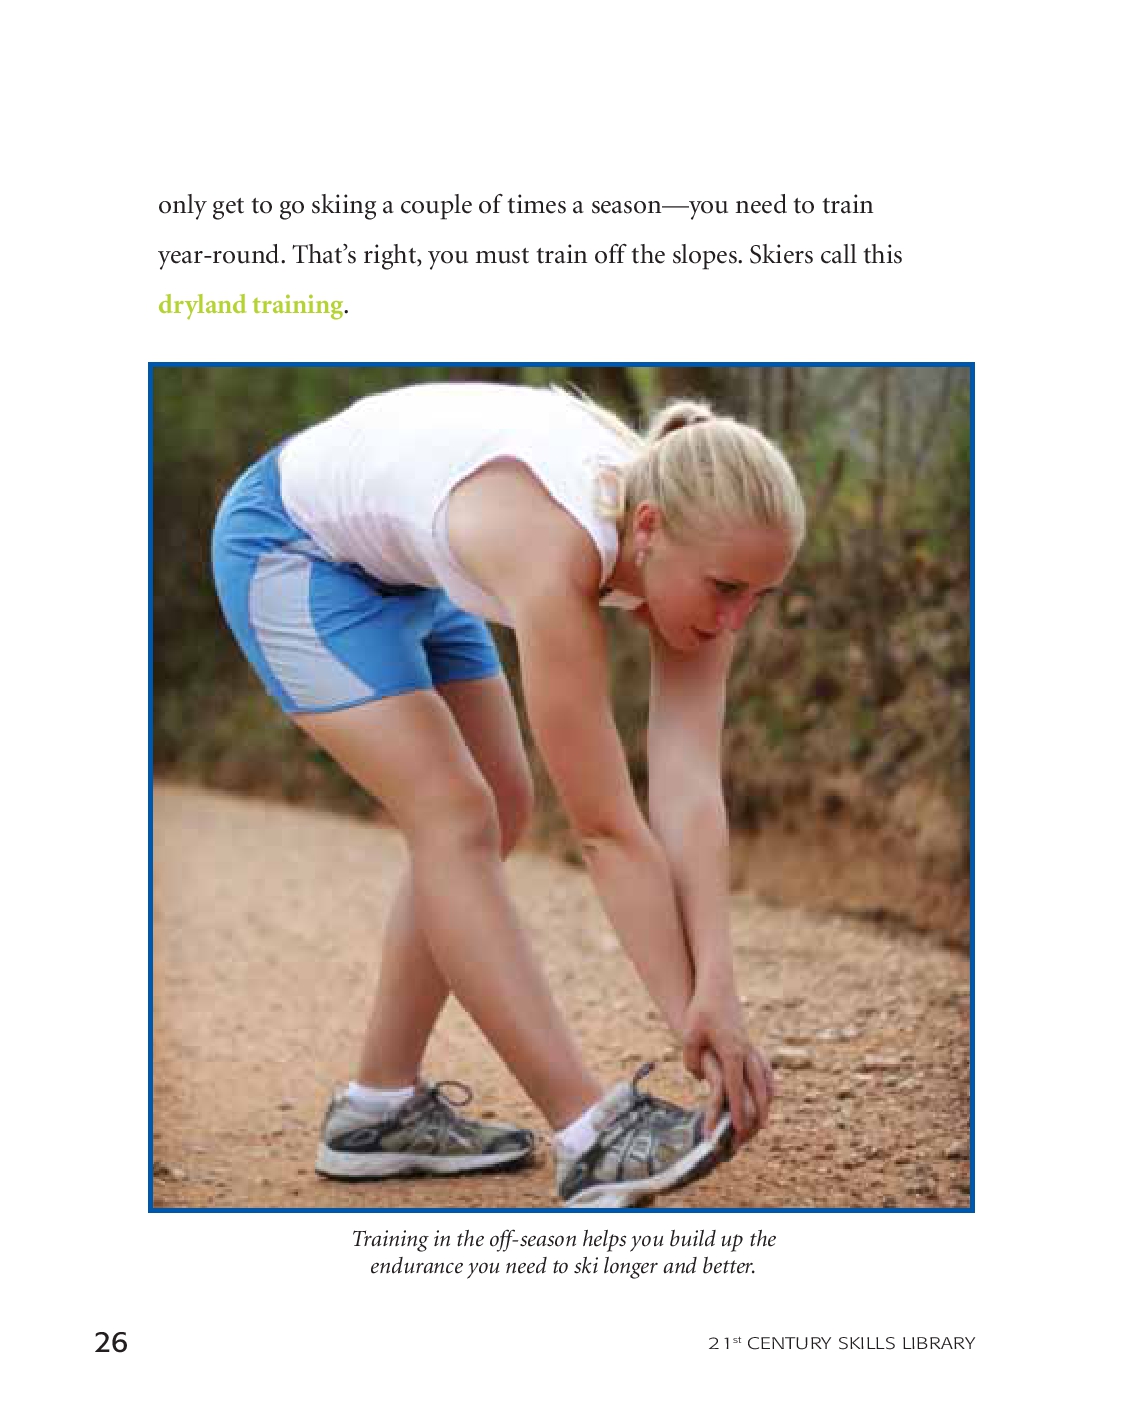 only get to go skiing a couple of times a season—you need to train
year-round. That’s right, you must train off the slopes. Skiers call this
dryland training.
Training in the off-season helps you build up the
endurance you need to ski longer and better.
26
21st CENTURY SKILLS LIBRARY